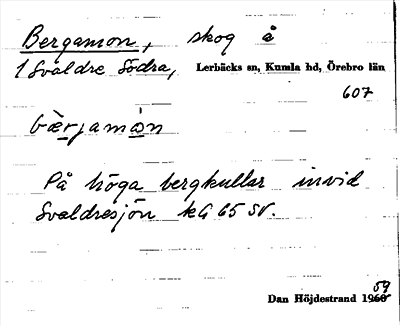 Bergamon, skog å
1 Svaldre Södra, Lerbäcks sn, Kumla hd, Örebro län
607
bærjamòn
På höga bergkullar invid
Svaldresjön kG 65 SV.
59
Dan Höjdestrand 1960